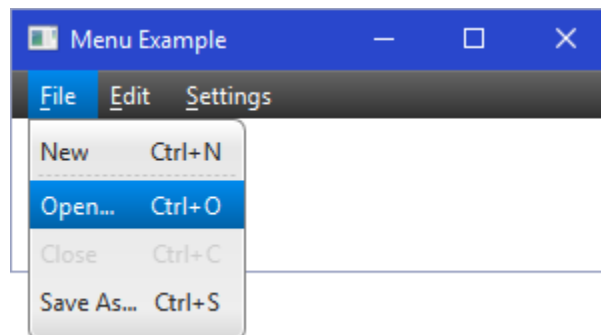 Menu Example
File Edit Settings
New Ctrl+N
Open... Ctrl+O
Close Ctrl+C
Save As... Ctrl+S